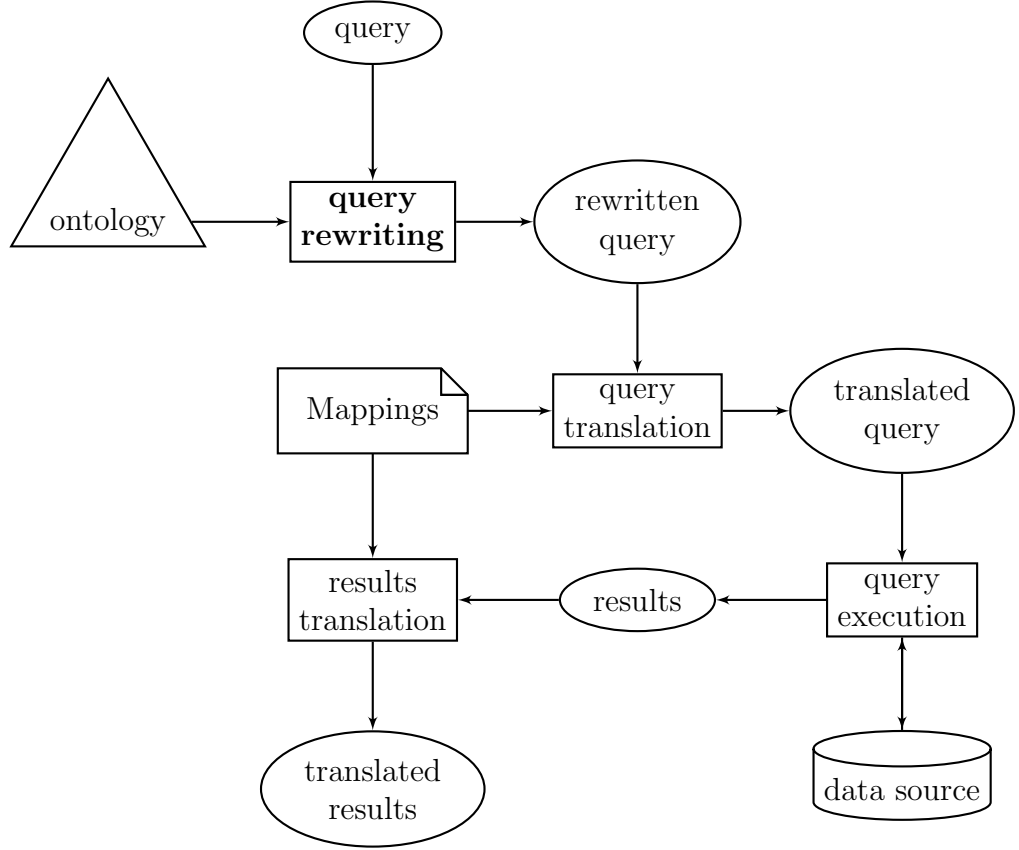 query
ontology
query
rewriting
rewritten
query
Mappings
query
translation
translated
query
results
translation
results
query
execution
translated
results
data source